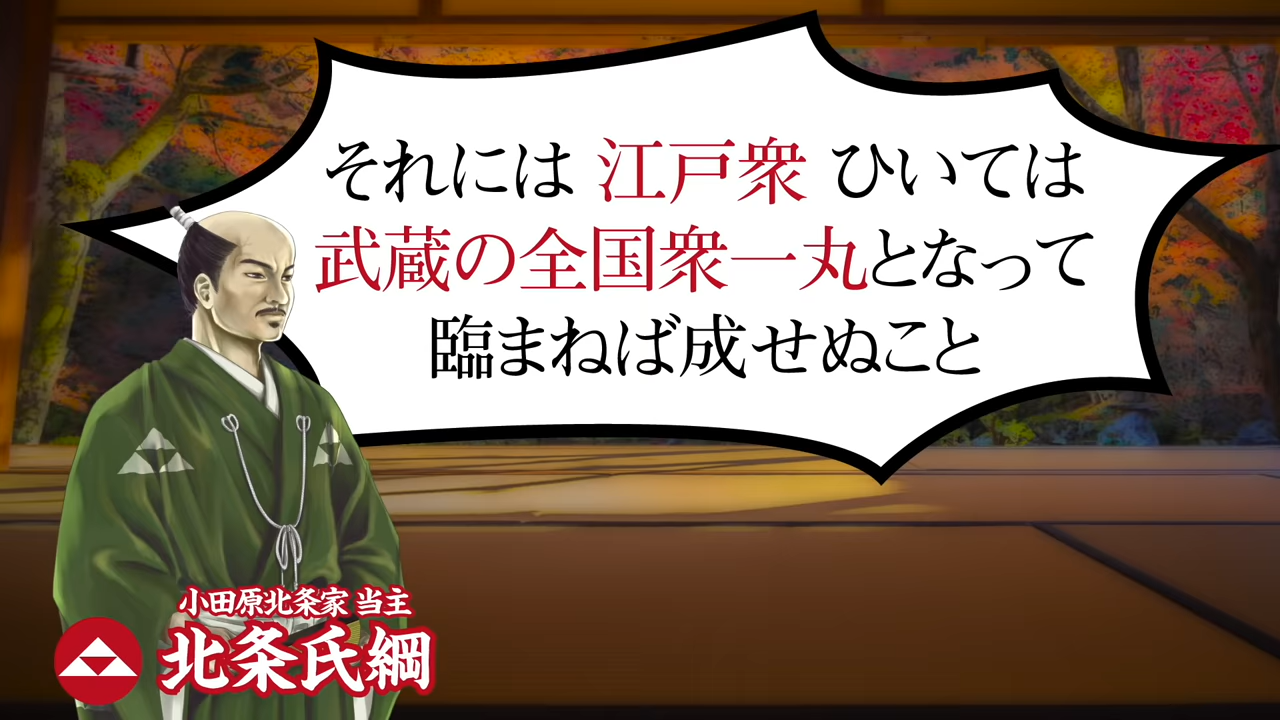 それには 江戸衆 ひいては
武蔵の全国衆一丸となって
臨まねば成せぬこと
小田原北条家 当主
北条氏綱